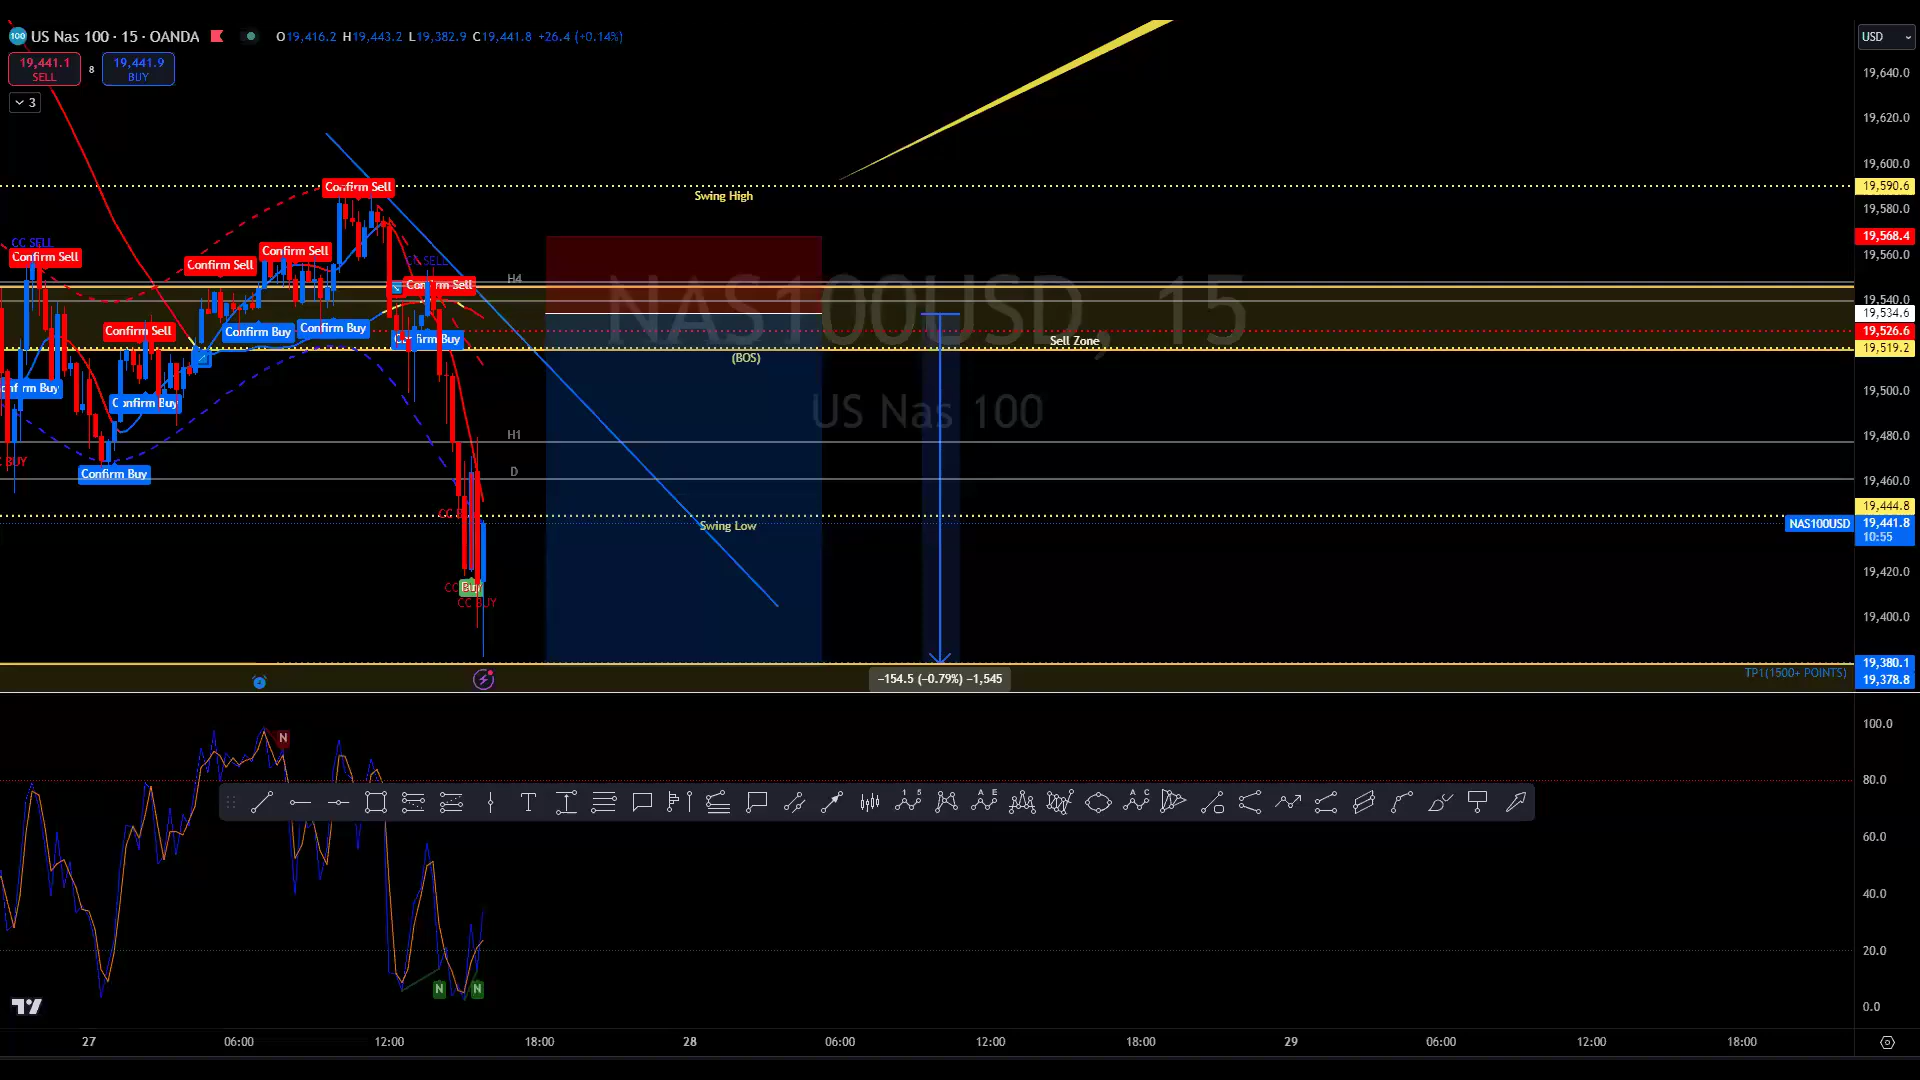 US Nas 100 · 15 · OANDA
O19,416.2 H19,443.2 L19,382.9 C19,441.8 +26.4 (+0.14%)
19,441.1
SELL
8
19,441.9
BUY
3
USD
19,640.0
19,620.0
19,600.0
19,590.6
19,580.0
19,568.4
19,560.0
19,540.0
19,534.6
19,526.6
19,519.2
19,500.0
19,480.0
19,460.0
19,444.8
NAS100USD
19,441.8
10:55
19,420.0
19,400.0
19,380.1
19,378.8
Swing High
Confirm Sell
CC SELL
Confirm Sell
Confirm Sell
Confirm Sell
CC SELL
Confirm Sell
H4
NAS100USD, 15
Confirm Sell
Confirm Buy
Confirm Buy
Confirm Buy
Sell Zone
(BOS)
Confirm Buy
Confirm Buy
US Nas 100
H1
BUY
Confirm Buy
D
Swing Low
Buy
CC BUY
TP1(1500+ POINTS)
−154.5 (−0.79%) −1,545
100.0
80.0
60.0
40.0
20.0
0.0
N
N
N
27
06:00
12:00
18:00
28
06:00
12:00
18:00
29
06:00
12:00
18:00